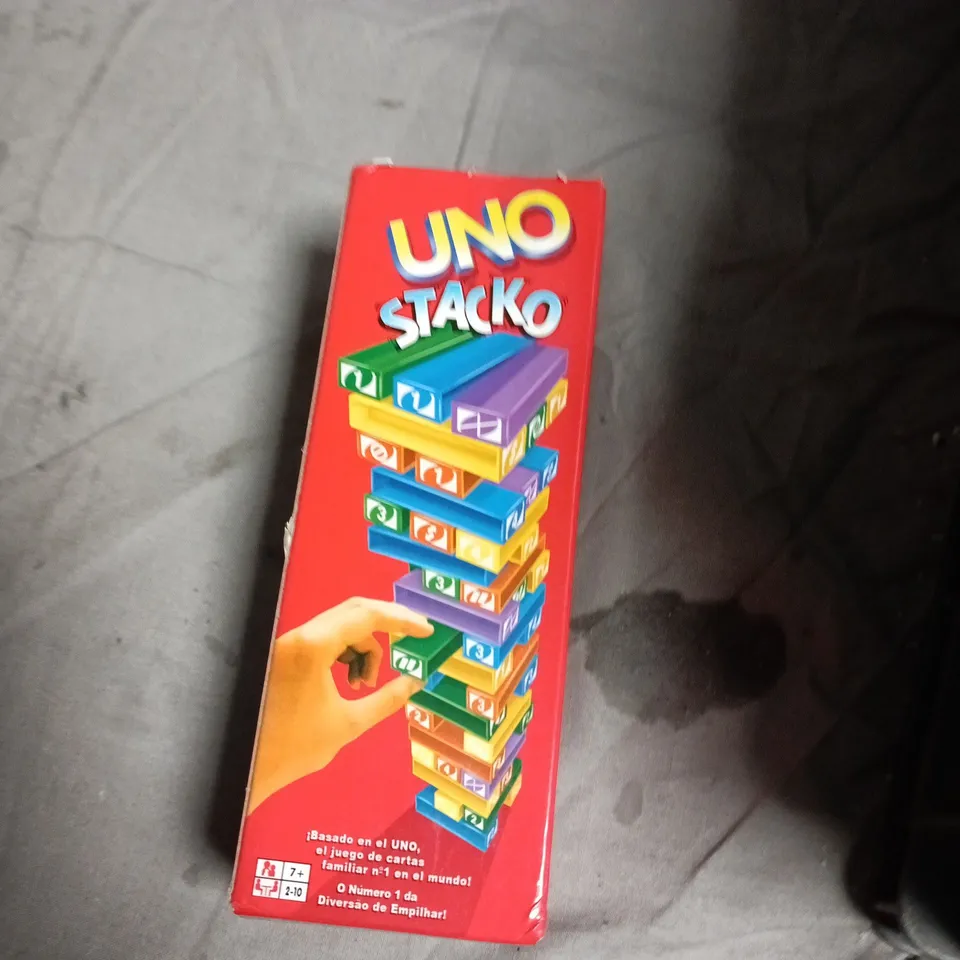 UNO
STACKO
¡Basado en el UNO,
el juego de cartas
familiar nº1 en el mundo!
7+
2-10
O Número 1 da
Diversão de Empilhar!